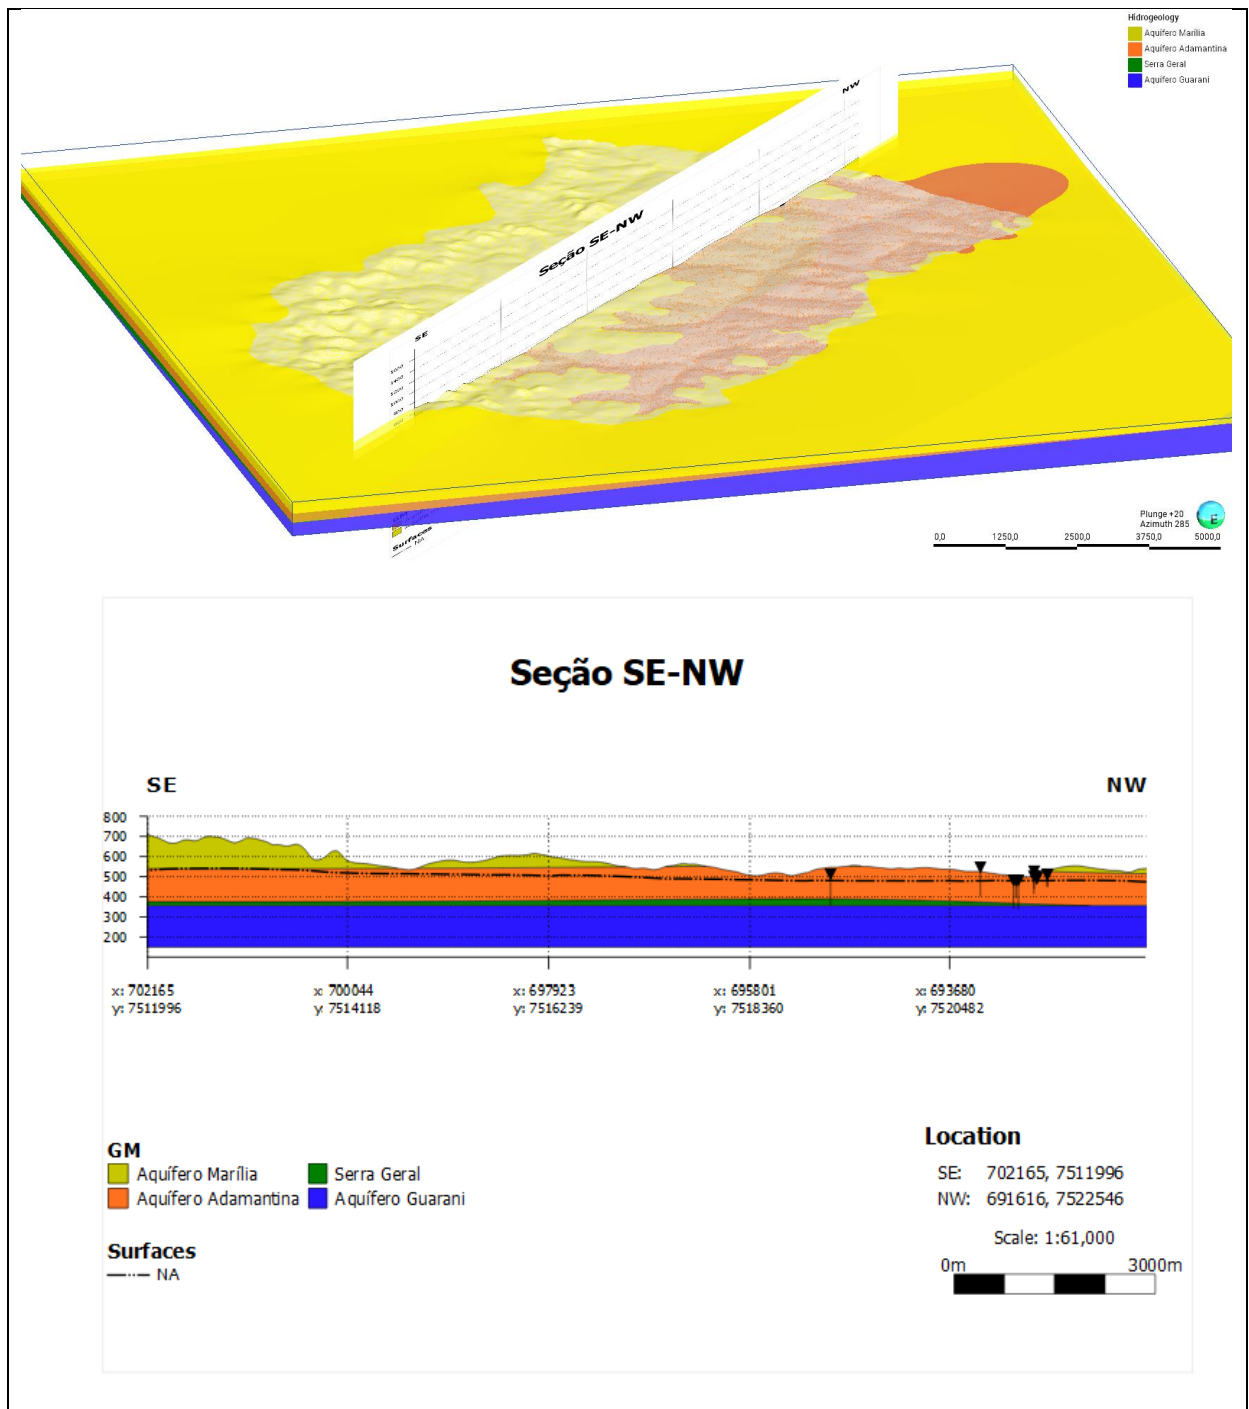 Hidrogeology
Aquífero Marília
Aquífero Adamantina
Serra Geral
Aquífero Guarani
NW
Seção SE-NW
SE
Surfaces
NA
Plunge +20
Azimuth 285
E
0,0 1250,0 2500,0 3750,0 5000,0
Seção SE-NW
SE NW
800
700
600
500
400
300
200
x: 702165 x: 700044 x: 697923 x: 695801 x: 693680
y: 7511996 y: 7514118 y: 7516239 y: 7518360 y: 7520482
GM
Aquífero Marília Serra Geral
Aquífero Adamantina Aquífero Guarani
Surfaces
NA
Location
SE: 702165, 7511996
NW: 691616, 7522546
Scale: 1:61,000
0m 3000m